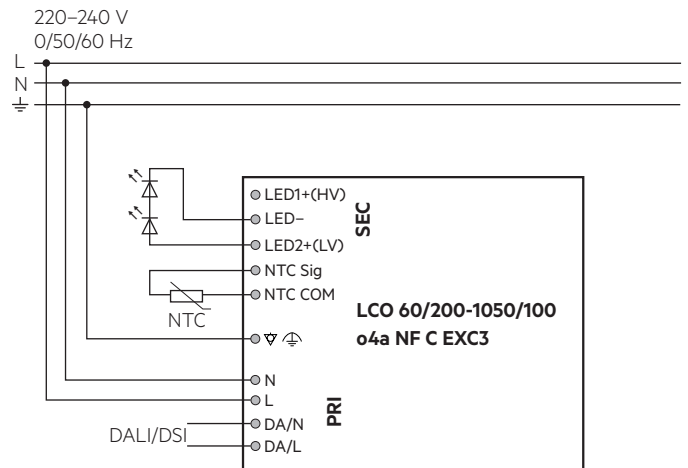 220–240 V
0/50/60 Hz
L
N
LED1+(HV)
LED–
SEC
LED2+(LV)
NTC Sig
NTC COM
NTC
LCO 60/200-1050/100
o4a NF C EXC3
N
L
PRI
DALI/DSI
DA/N
DA/L